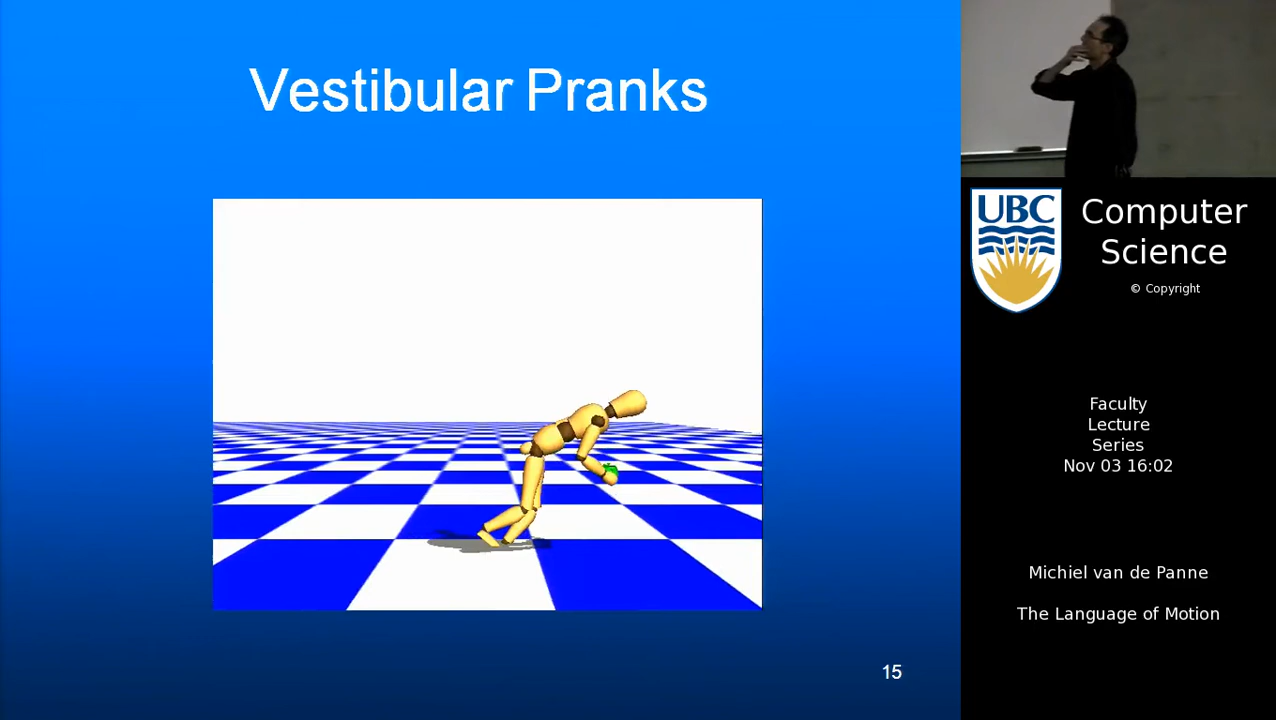 Vestibular Pranks
15
UBC
Computer
Science
© Copyright
Faculty
Lecture
Series
Nov 03 16:02
Michiel van de Panne
The Language of Motion